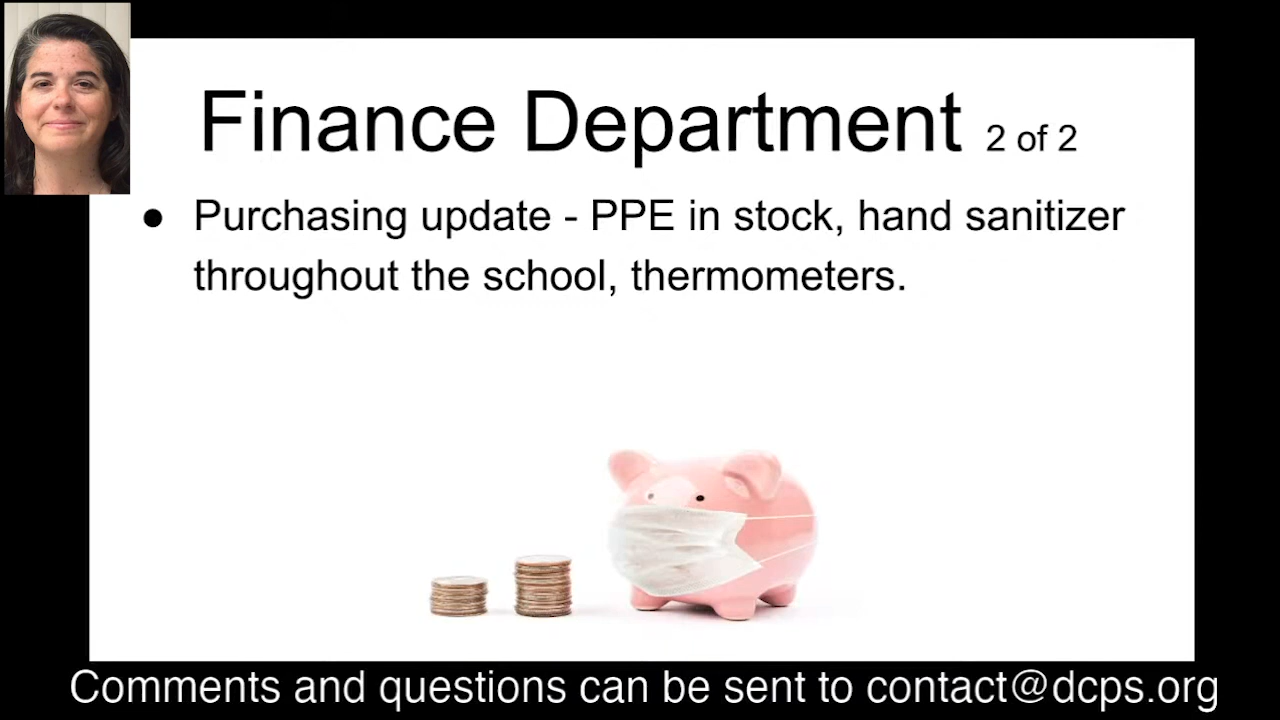 Finance Department 2 of 2
● Purchasing update - PPE in stock, hand sanitizer
throughout the school, thermometers.
Comments and questions can be sent to contact@dcps.org